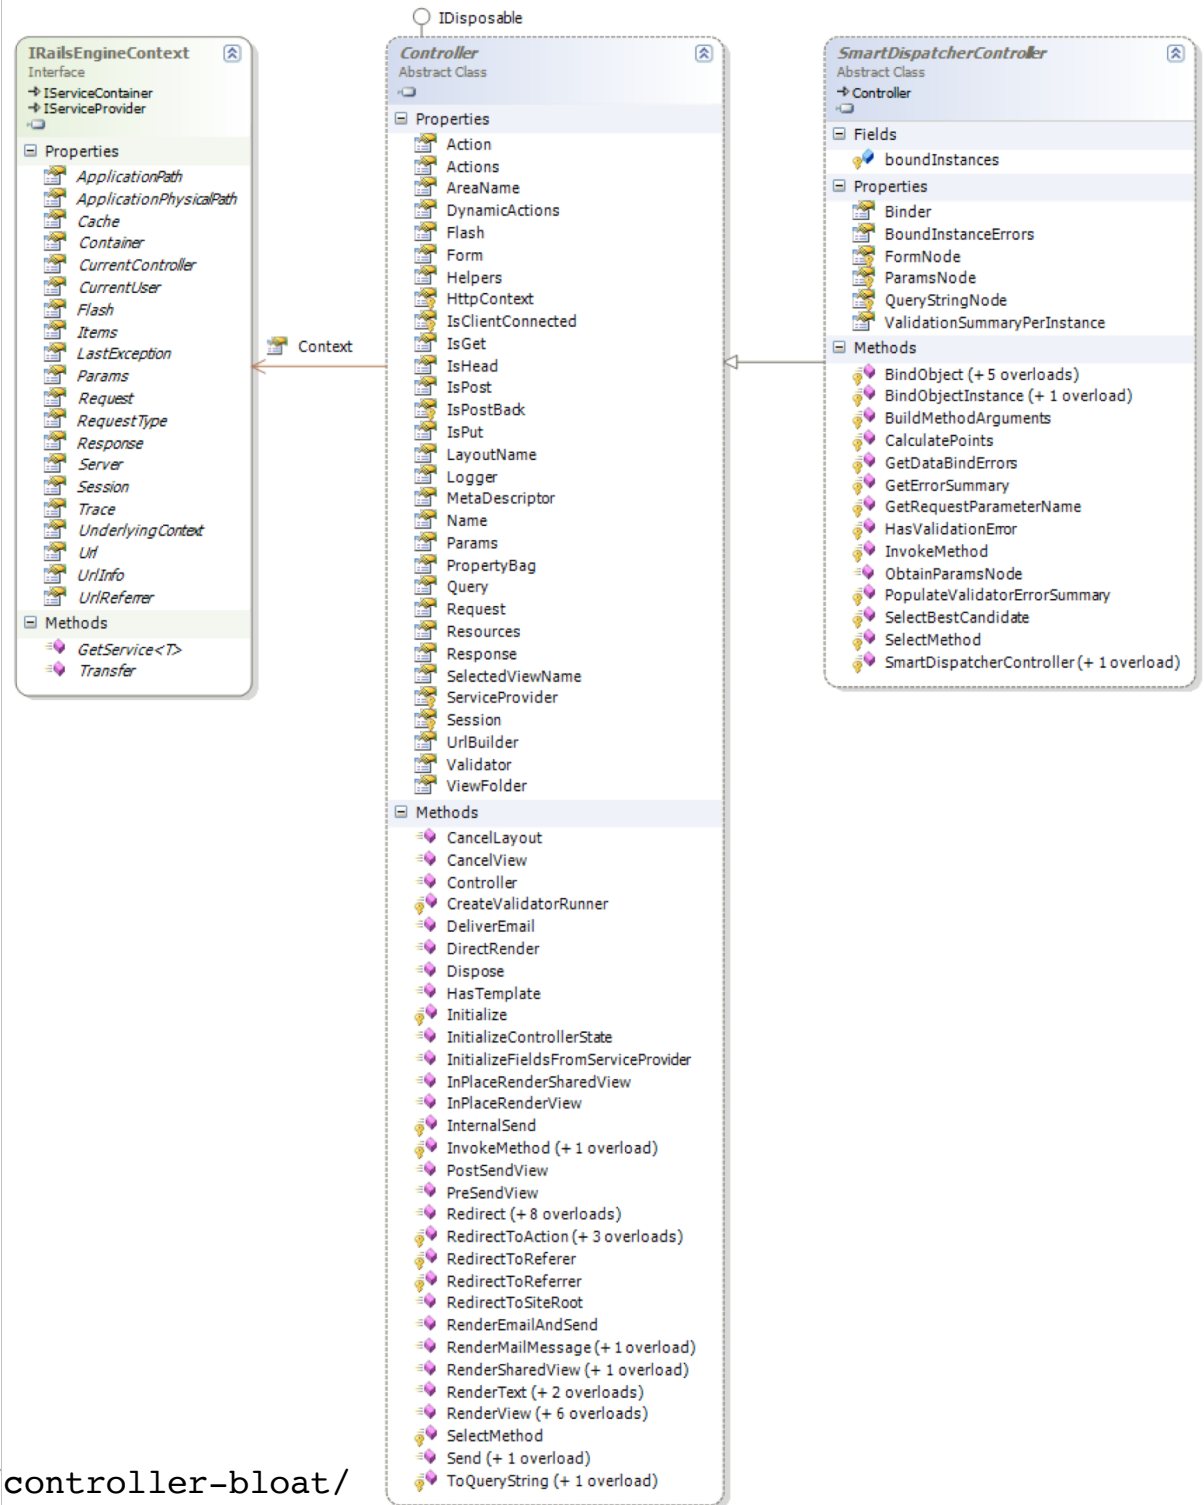 IDisposable
IRailsEngineContext
Interface
IServiceContainer
IServiceProvider
Properties
ApplicationPath
ApplicationPhysicalPath
Cache
Container
CurrentController
CurrentUser
Flash
Items
LastException
Params
Request
RequestType
Response
Server
Session
Trace
UnderlyingContext
Url
UrlInfo
UrlReferrer
Methods
GetService<T>
Transfer
Context
Controller
Abstract Class
Properties
Action
Actions
AreaName
DynamicActions
Flash
Form
Helpers
HttpContext
IsClientConnected
IsGet
IsHead
IsPost
IsPostBack
IsPut
LayoutName
Logger
MetaDescriptor
Name
Params
PropertyBag
Query
Request
Resources
Response
SelectedViewName
ServiceProvider
Session
UrlBuilder
Validator
ViewFolder
Methods
CancelLayout
CancelView
Controller
CreateValidatorRunner
DeliverEmail
DirectRender
Dispose
HasTemplate
Initialize
InitializeControllerState
InitializeFieldsFromServiceProvider
InPlaceRenderSharedView
InPlaceRenderView
InternalSend
InvokeMethod (+ 1 overload)
PostSendView
PreSendView
Redirect (+ 8 overloads)
RedirectToAction (+ 3 overloads)
RedirectToReferer
RedirectToReferrer
RedirectToSiteRoot
RenderEmailAndSend
RenderMailMessage (+ 1 overload)
RenderSharedView (+ 1 overload)
RenderText (+ 2 overloads)
RenderView (+ 6 overloads)
SelectMethod
Send (+ 1 overload)
ToQueryString (+ 1 overload)
SmartDispatcherController
Abstract Class
Controller
Fields
boundInstances
Properties
Binder
BoundInstanceErrors
FormNode
ParamsNode
QueryStringNode
ValidationSummaryPerInstance
Methods
BindObject (+ 5 overloads)
BindObjectInstance (+ 1 overload)
BuildMethodArguments
CalculatePoints
GetDataBindErrors
GetErrorSummary
GetRequestParameterName
HasValidationError
InvokeMethod
ObtainParamsNode
PopulateValidatorErrorSummary
SelectBestCandidate
SelectMethod
SmartDispatcherController (+ 1 overload)
controller-bloat/